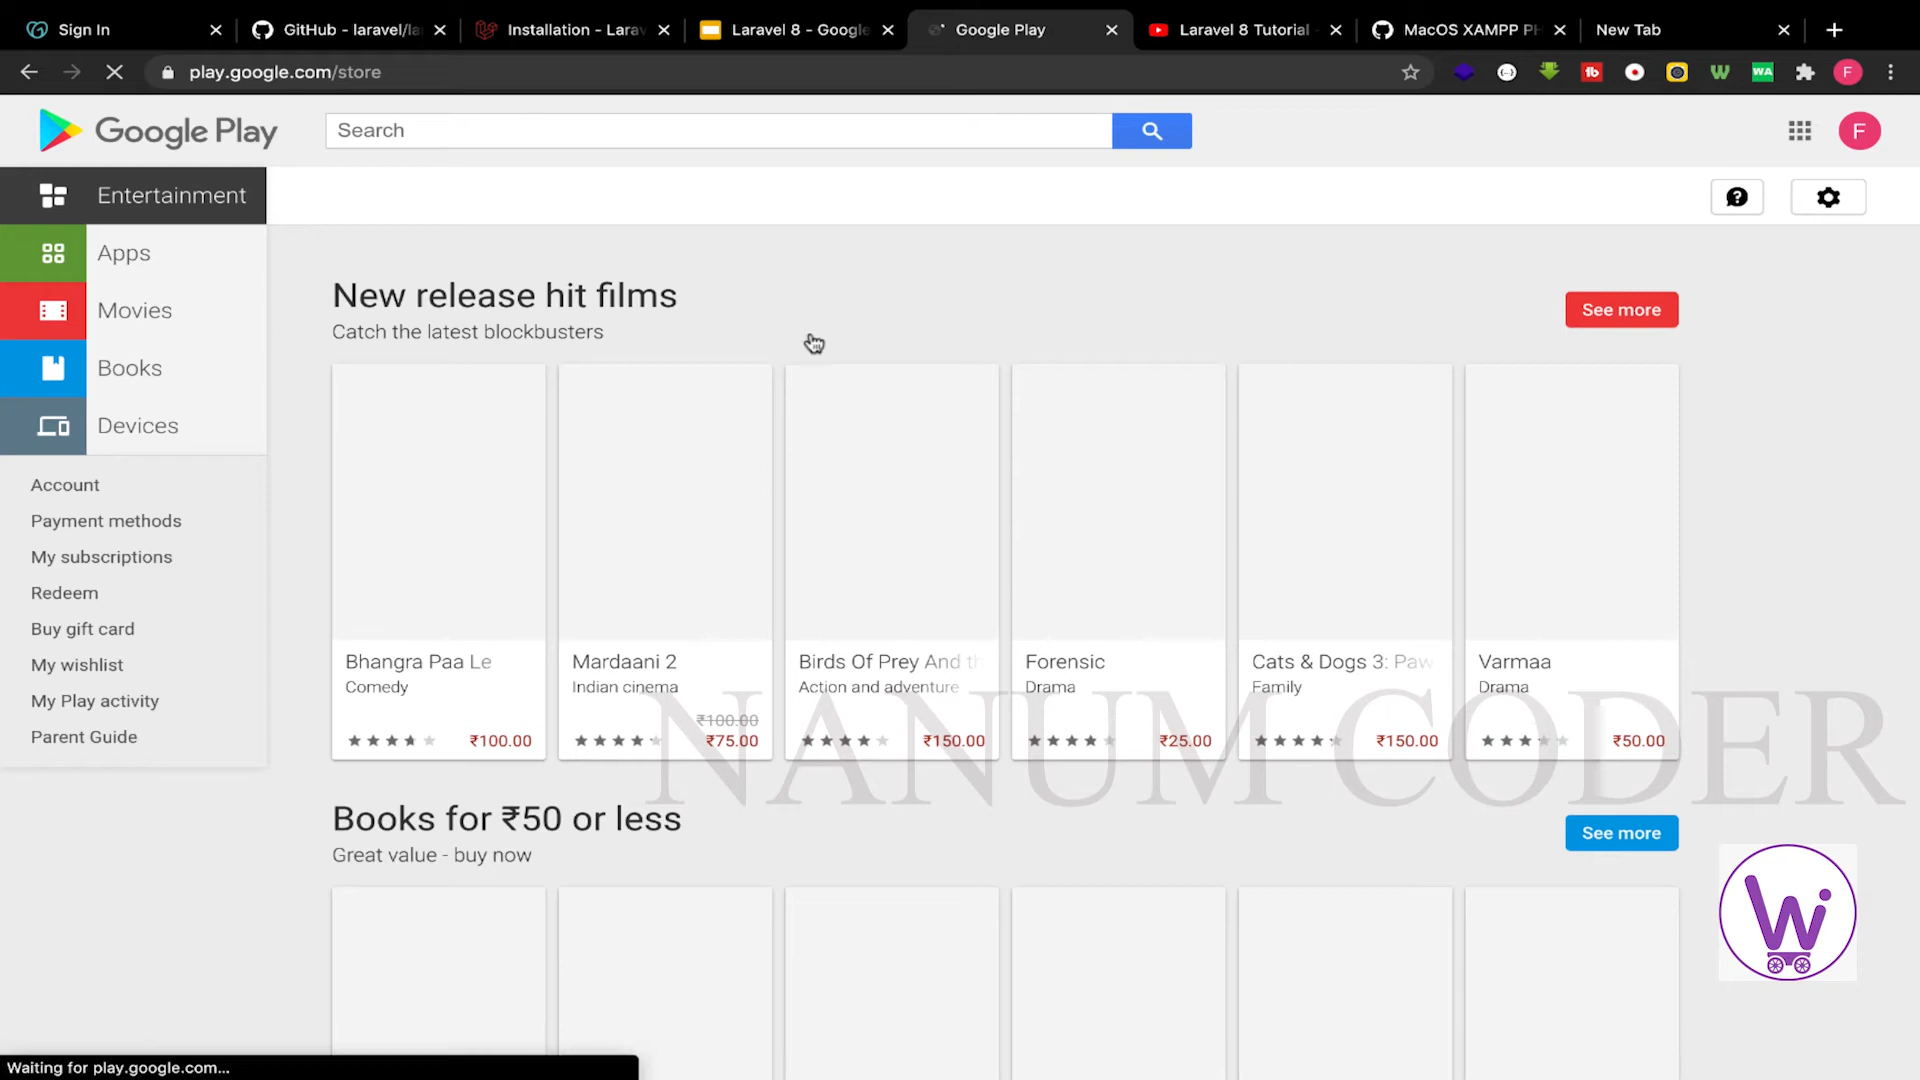 Sign In
GitHub - laravel/la
Installation - Larav
Laravel 8 - Google
Google Play
Laravel 8 Tutorial
MacOS XAMPP PH
New Tab
play.google.com/store
Google Play
Search
F
Entertainment
Apps
Movies
Books
Devices
Account
Payment methods
My subscriptions
Redeem
Buy gift card
My wishlist
My Play activity
Parent Guide
New release hit films
Catch the latest blockbusters
See more
Bhangra Paa Le
Comedy
₹100.00
Mardaani 2
Indian cinema
₹100.00
₹75.00
Birds Of Prey And th
Action and adventure
₹150.00
Forensic
Drama
₹25.00
Cats & Dogs 3: Paw
Family
₹150.00
Varmaa
Drama
₹50.00
NANUM CODER
Books for ₹50 or less
Great value - buy now
See more
Wi
Waiting for play.google.com...